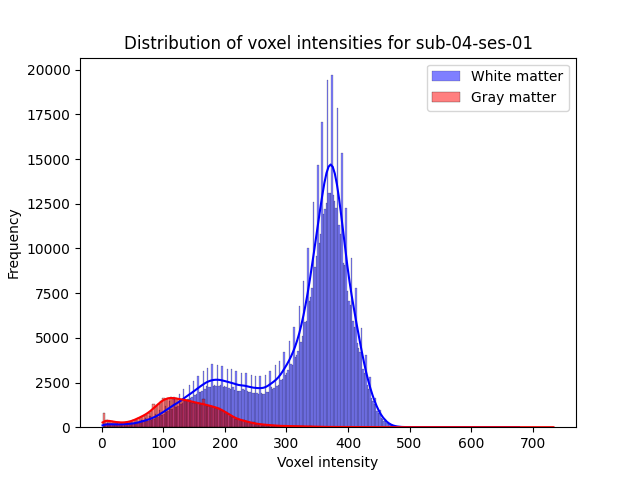 Distribution of voxel intensities for sub-04-ses-01
White matter
Gray matter
Frequency
20000
17500
15000
12500
10000
7500
5000
2500
0
0 100 200 300 400 500 600 700
Voxel intensity